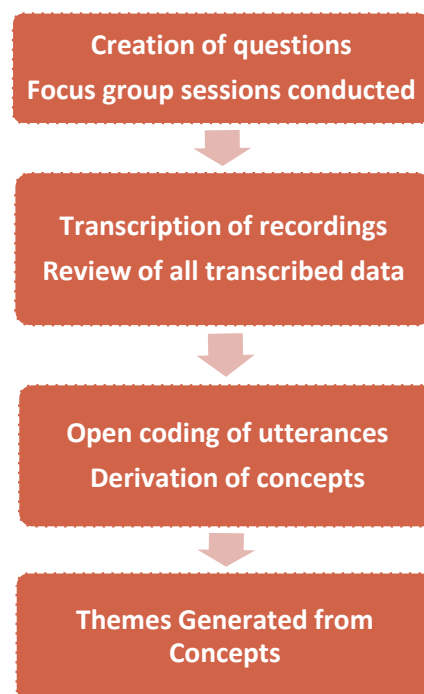 Creation of questions
Focus group sessions conducted
Transcription of recordings
Review of all transcribed data
Open coding of utterances
Derivation of concepts
Themes Generated from
Concepts